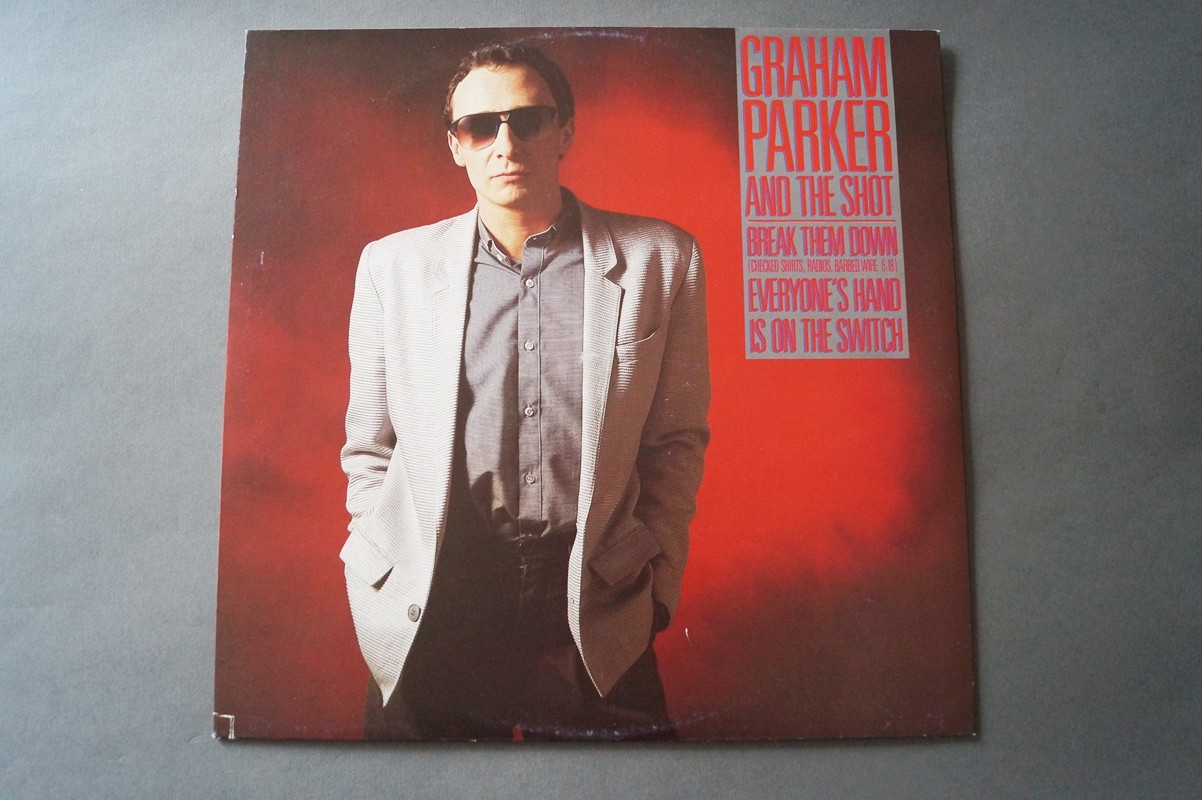 GRAHAM
PARKER
AND THE SHOT
BREAK THEM DOWN
(CHECKED SHIRTS, RADIOS, BARBED WIRE. 6.18)
EVERYONE'S HAND
IS ON THE SWITCH